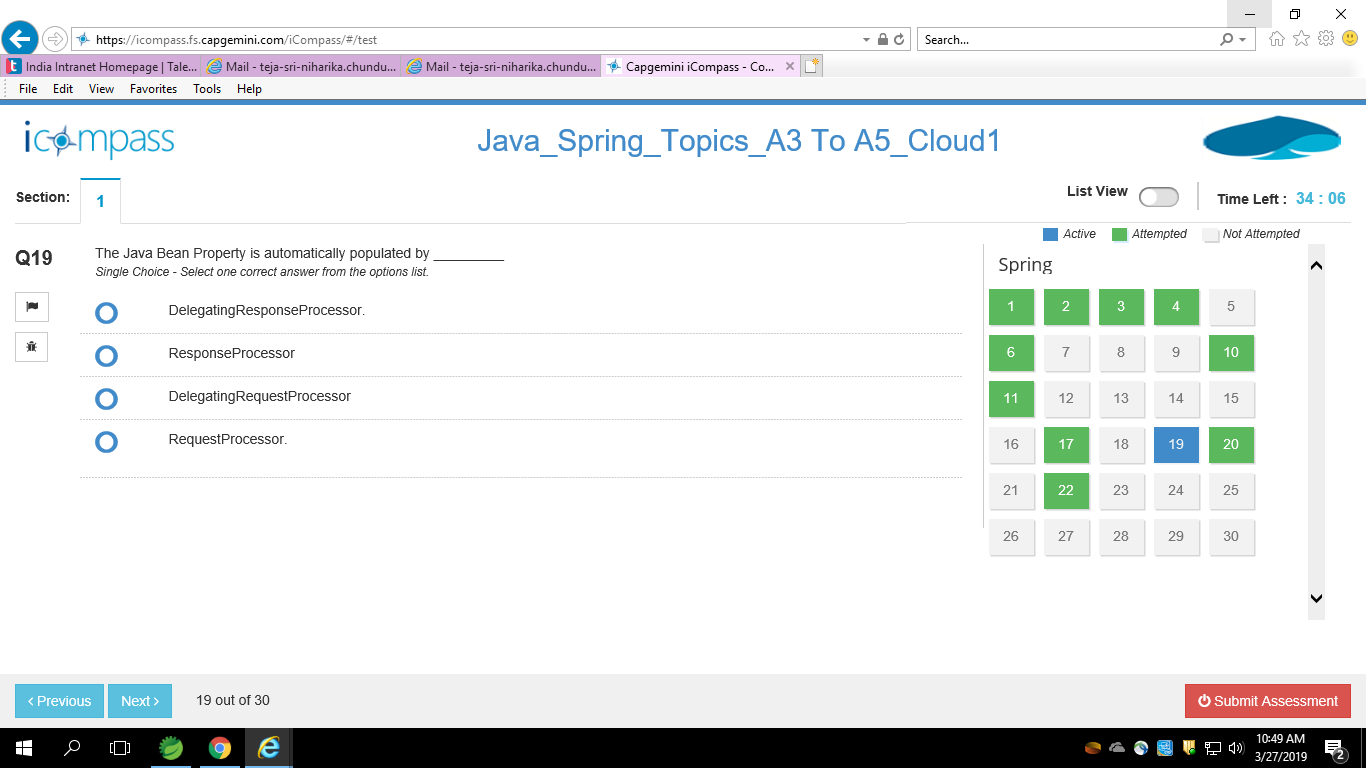 https://icompass.fs.capgemini.com/iCompass/#/test
Search...
India Intranet Homepage | Tale...
Mail - teja-sri-niharika.chundu...
Mail - teja-sri-niharika.chundu...
Capgemini iCompass - Co...
File Edit View Favorites Tools Help
icompass
Java_Spring_Topics_A3 To A5_Cloud1
Section: 1
List View
Time Left : 34 : 06
Active Attempted Not Attempted
Q19
The Java Bean Property is automatically populated by _________
Single Choice - Select one correct answer from the options list.
DelegatingResponseProcessor.
ResponseProcessor
DelegatingRequestProcessor
RequestProcessor.
Spring
1 2 3 4 5
6 7 8 9 10
11 12 13 14 15
16 17 18 19 20
21 22 23 24 25
26 27 28 29 30
‹ Previous
Next ›
19 out of 30
Submit Assessment
10:49 AM
3/27/2019
2